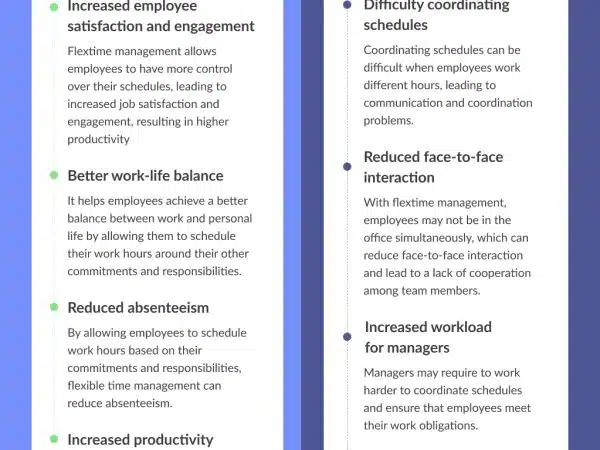 Increased employee
satisfaction and engagement
Flextime management allows
employees to have more control
over their schedules, leading to
increased job satisfaction and
engagement, resulting in higher
productivity
Better work-life balance
It helps employees achieve a better
balance between work and personal
life by allowing them to schedule
their work hours around their other
commitments and responsibilities.
Reduced absenteeism
By allowing employees to schedule
work hours based on their
commitments and responsibilities,
flexible time management can
reduce absenteeism.
Increased productivity
Difficulty coordinating
schedules
Coordinating schedules can be
difficult when employees work
different hours, leading to
communication and coordination
problems.
Reduced face-to-face
interaction
With flextime management,
employees may not be in the
office simultaneously, which can
reduce face-to-face interaction
and lead to a lack of cooperation
among team members.
Increased workload
for managers
Managers may require to work
harder to coordinate schedules
and ensure that employees meet
their work obligations.